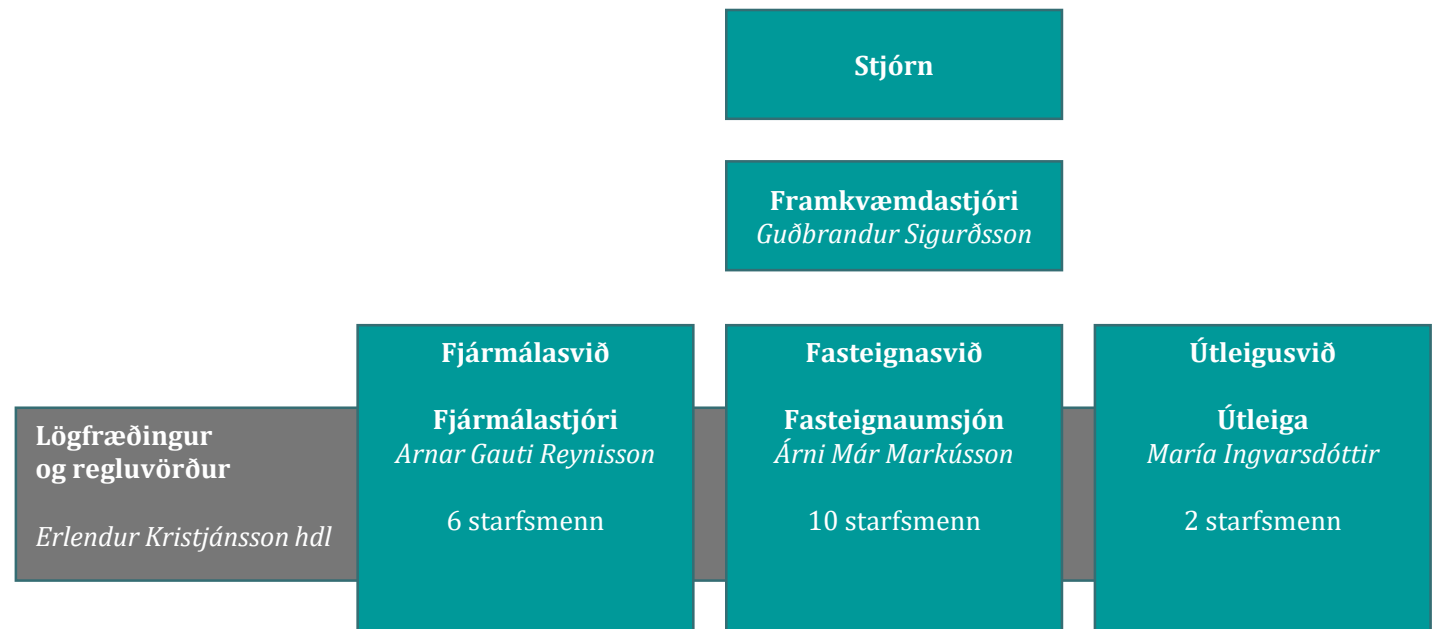 Stjórn
Framkvæmdastjóri
Guðbrandur Sigurðsson
Lögfræðingur
og regluvörður
Erlendur Kristjánsson hdl
Fjármálasvið
Fjármálastjóri
Arnar Gauti Reynisson
6 starfsmenn
Fasteignasvið
Fasteignaumsjón
Árni Már Markússon
10 starfsmenn
Útleigusvið
Útleiga
María Ingvarsdóttir
2 starfsmenn